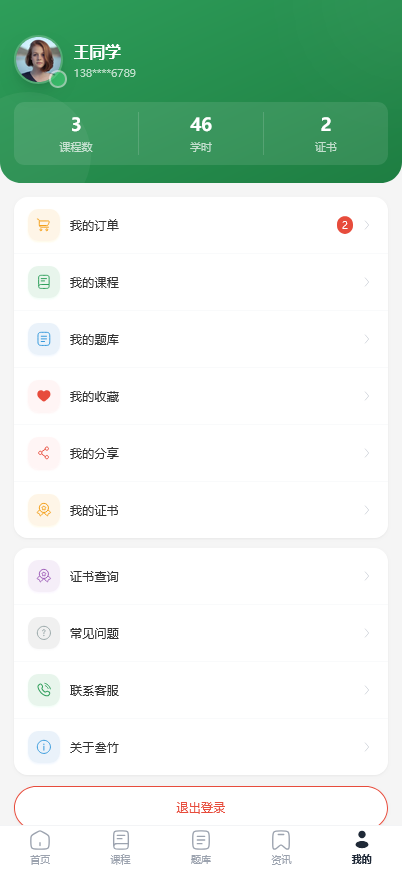 王同学
138****6789
3
46
2
课程数
学时
证书
我的订单
2
我的课程
我的题库
我的收藏
我的分享
我的证书
证书查询
常见问题
联系客服
关于叁竹
退出登录
首页
课程
题库
资讯
我的